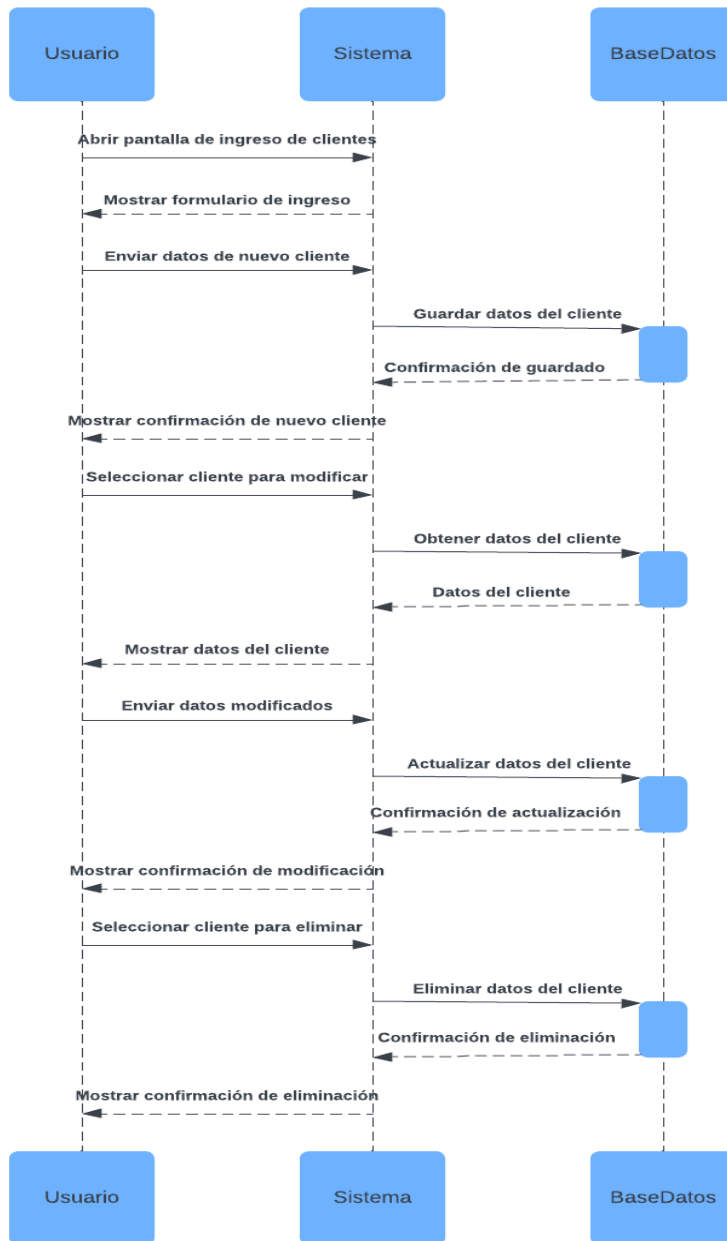 Usuario
Sistema
BaseDatos
Abrir pantalla de ingreso de clientes
Mostrar formulario de ingreso
Enviar datos de nuevo cliente
Guardar datos del cliente
Confirmación de guardado
Mostrar confirmación de nuevo cliente
Seleccionar cliente para modificar
Obtener datos del cliente
Datos del cliente
Mostrar datos del cliente
Enviar datos modificados
Actualizar datos del cliente
Confirmación de actualización
Mostrar confirmación de modificación
Seleccionar cliente para eliminar
Eliminar datos del cliente
Confirmación de eliminación
Mostrar confirmación de eliminación
Usuario
Sistema
BaseDatos